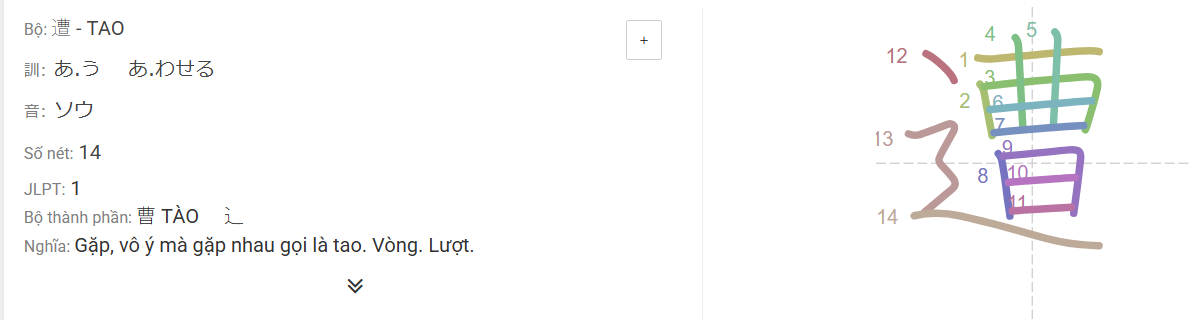 Bộ: 遭 - TAO
+
訓: あ.う あ.わせる
音: ソウ
Số nét: 14
JLPT: 1
Bộ thành phần: 曹 TÀO 辶
Nghĩa: Gặp, vô ý mà gặp nhau gọi là tao. Vòng. Lượt.
遭
1
2
3
4
5
6
7
8
9
10
11
12
13
14